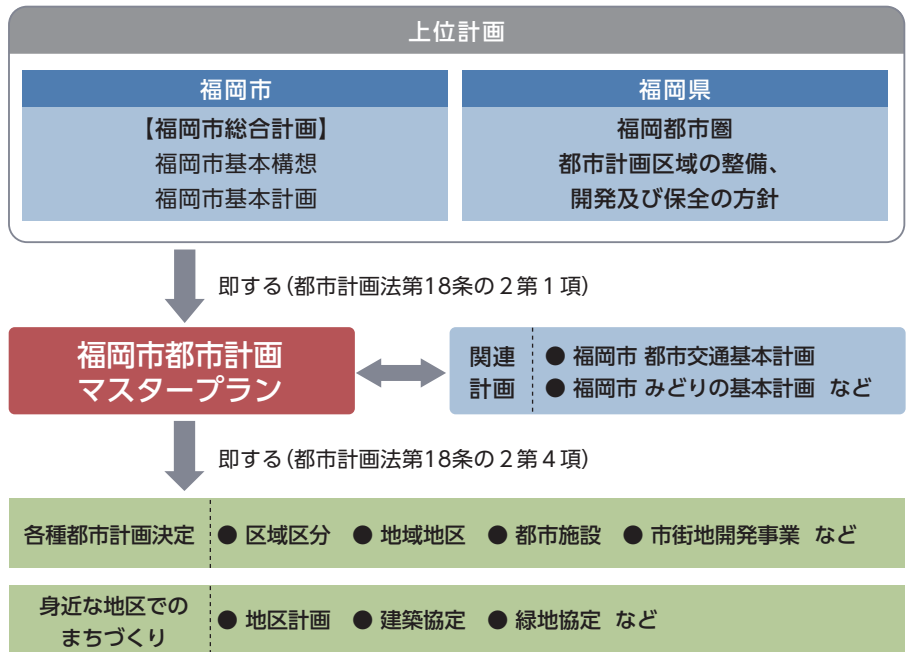 上位計画
福岡市
【福岡市総合計画】
福岡市基本構想
福岡市基本計画
福岡県
福岡都市圏
都市計画区域の整備、
開発及び保全の方針
即する（都市計画法第18条の２第１項）
福岡市都市計画
マスタープラン
関連
計画
● 福岡市 都市交通基本計画
● 福岡市 みどりの基本計画 など
即する（都市計画法第18条の２第４項）
各種都市計画決定 ● 区域区分 ● 地域地区 ● 都市施設 ● 市街地開発事業 など
身近な地区での
まちづくり
● 地区計画 ● 建築協定 ● 緑地協定 など